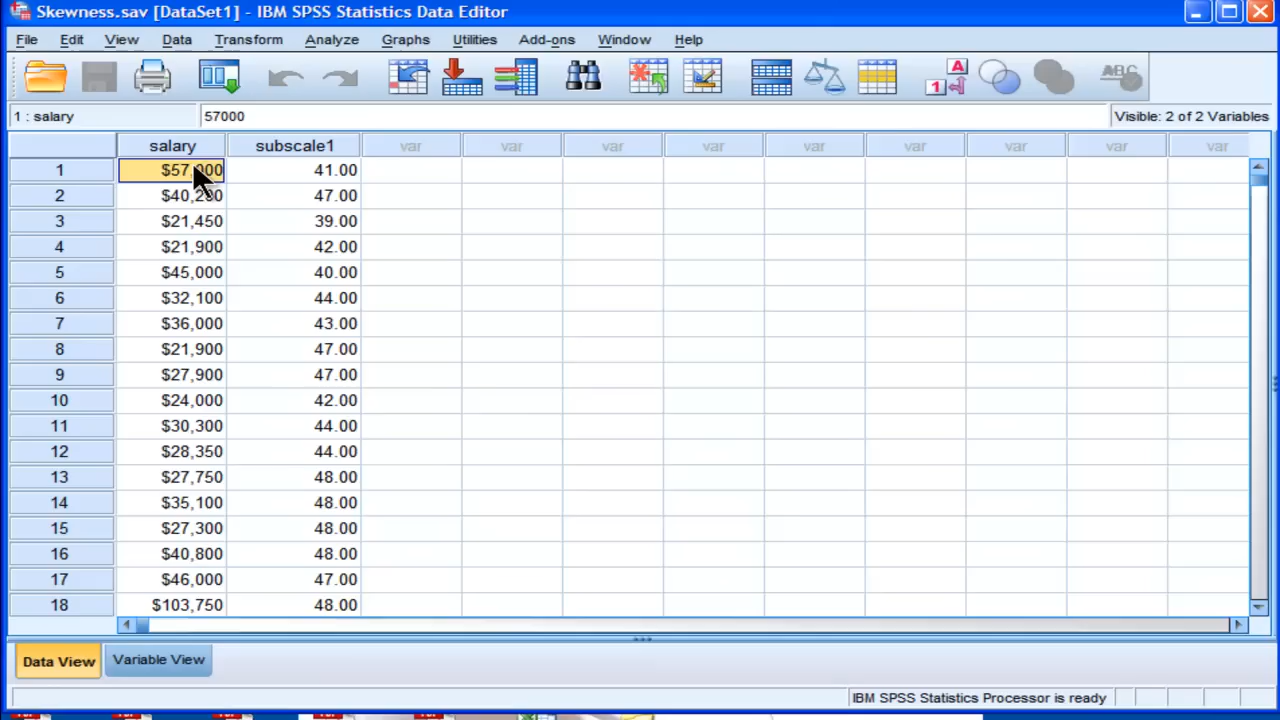 Skewness.sav [DataSet1] - IBM SPSS Statistics Data Editor
File Edit View Data Transform Analyze Graphs Utilities Add-ons Window Help
A
1 4 ABC
1 : salary 57000 Visible: 2 of 2 Variables
salary subscale1 var var var var var var var var var
1 41.00
2 47.00
3 $21,450 39.00
4 $21,900 42.00
5 $45,000 40.00
6 $32,100 44.00
7 $36,000 43.00
8 $21,900 47.00
9 $27,900 47.00
10 $24,000 42.00
11 $30,300 44.00
12 $28,350 44.00
13 $27,750 48.00
14 $35,100 48.00
15 $27,300 48.00
16 $40,800 48.00
17 $46,000 47.00
18 $103,750 48.00
Data View Variable View
IBM SPSS Statistics Processor is ready